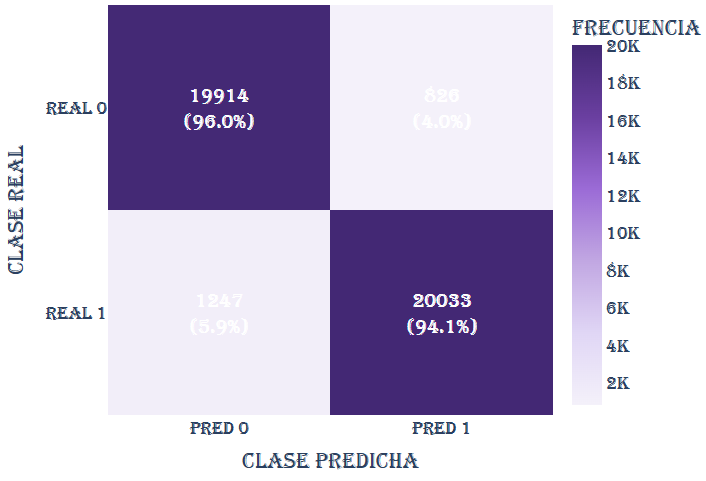 FRECUENCIA
REAL 0
19914
(96.0%)
826
(4.0%)
REAL 1
1247
(5.9%)
20033
(94.1%)
PRED 0
PRED 1
CLASE PREDICHA
CLASE REAL
20K
18K
16K
14K
12K
10K
8K
6K
4K
2K